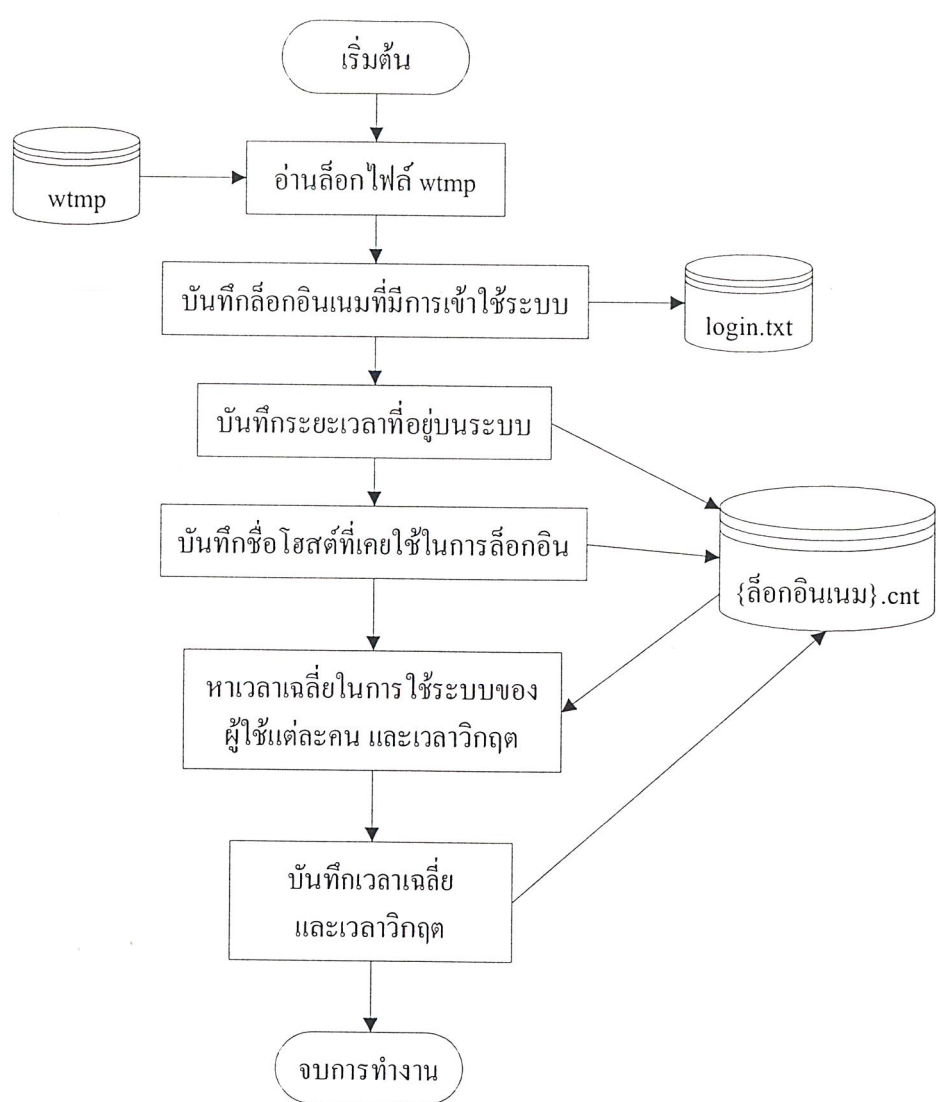 เริ่มต้น
wtmp
อ่านล็อกไฟล์ wtmp
บันทึกล็อกอินเนมที่มีการเข้าใช้ระบบ
login.txt
บันทึกระยะเวลาที่อยู่บนระบบ
บันทึกชื่อโฮสต์ที่เคยใช้ในการล็อกอิน
{ล็อกอินเนม}.cnt
หาเวลาเฉลี่ยในการใช้ระบบของ
ผู้ใช้แต่ละคน และเวลาวิกฤต
บันทึกเวลาเฉลี่ย
และเวลาวิกฤต
จบการทำงาน